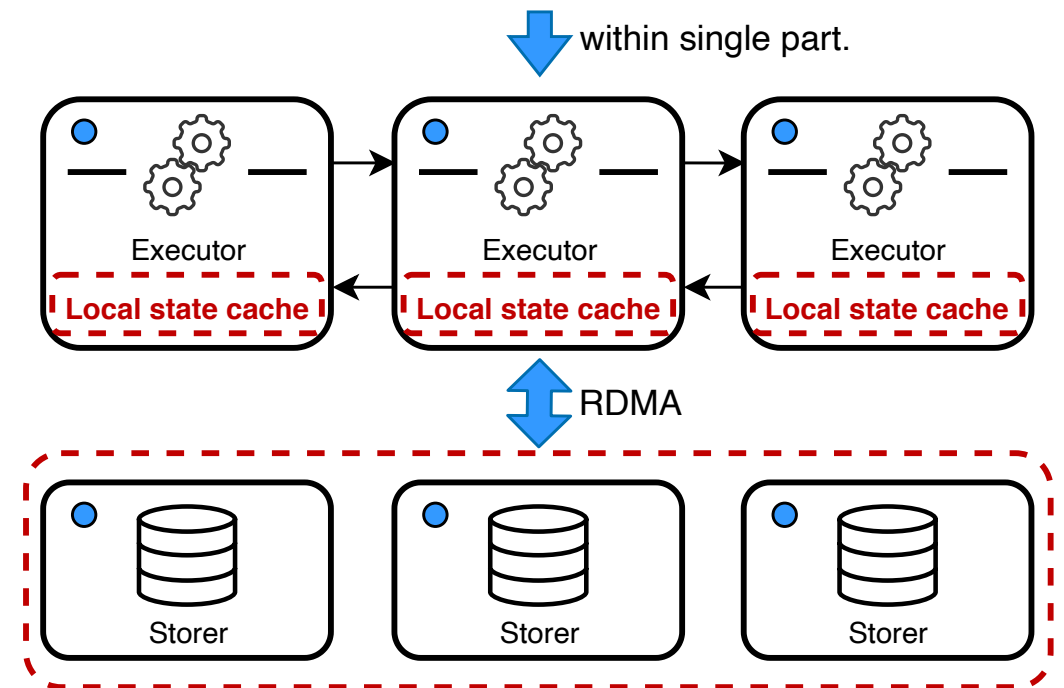 within single part.
Executor
Executor
Executor
Local state cache
Local state cache
Local state cache
RDMA
Storer
Storer
Storer